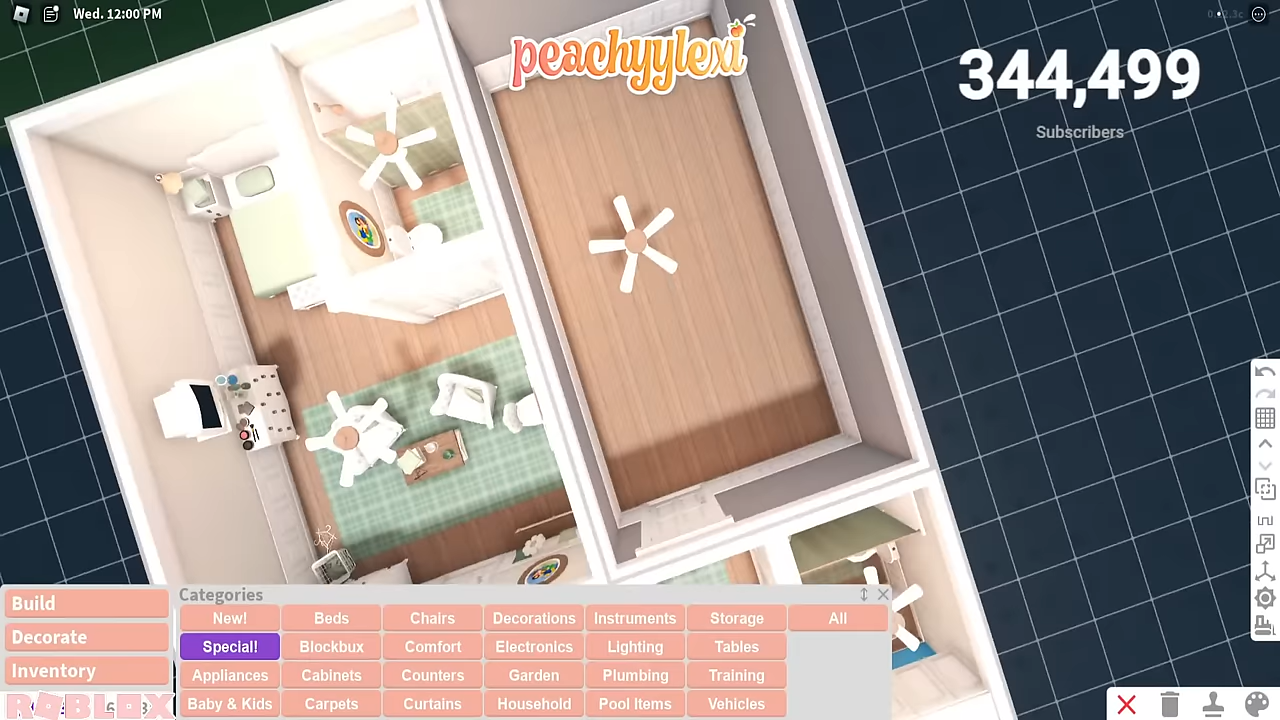 Wed. 12:00 PM
peachyylexi
344,499
Subscribers
Categories
Build
Decorate
Inventory
New!
Beds
Chairs
Decorations
Instruments
Storage
All
Special!
Blockbux
Comfort
Electronics
Lighting
Tables
Appliances
Cabinets
Counters
Garden
Plumbing
Training
Baby & Kids
Carpets
Curtains
Household
Pool Items
Vehicles
ROBLOX